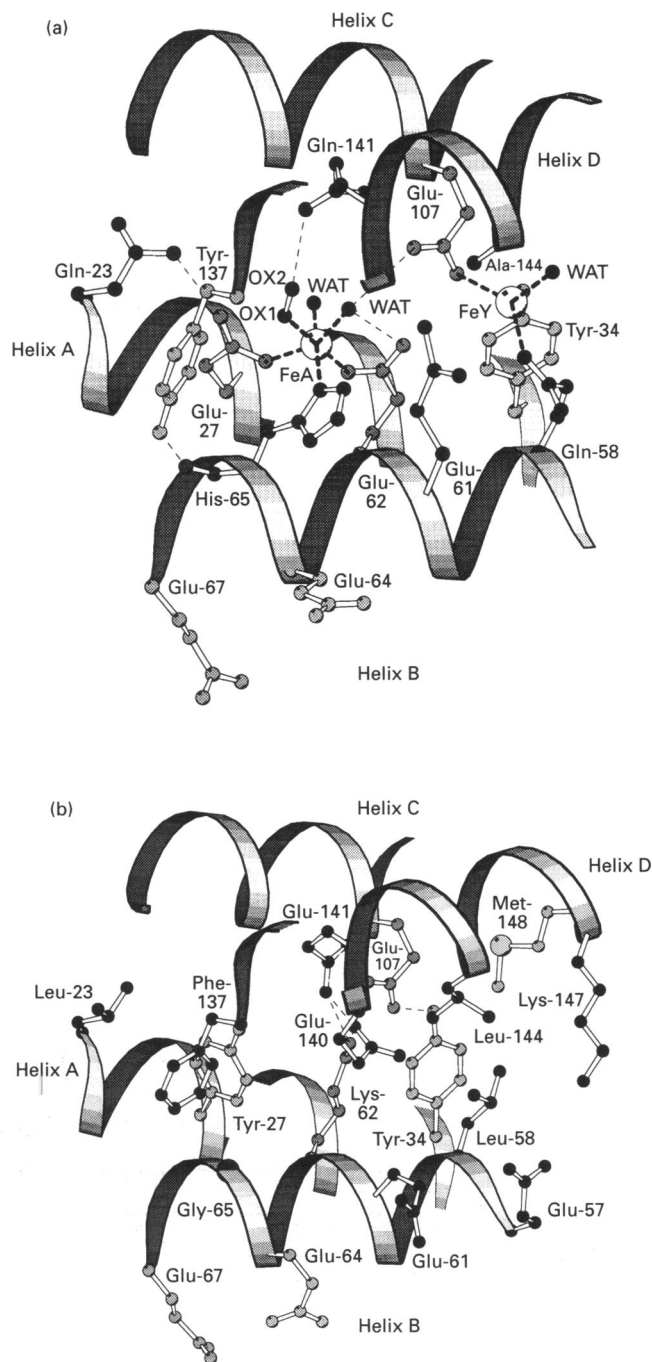 (a)
Helix C
Gln-141
Helix D
Glu-
107
Gln-23
Tyr-
137
OX2
WAT
Ala-144
WAT
OX1
WAT
FeY
Helix A
FeA
Tyr-34
Glu-
27
Glu-
62
Glu-
61
Gln-58
His-65
Glu-67
Glu-64
Helix B
(b)
Helix C
Helix D
Met-
148
Glu-141
Glu-
107
Leu-23
Phe-
137
Lys-147
Glu-
140
Leu-144
Helix A
Lys-
62
Tyr-27
Tyr-34
Leu-58
Gly-65
Glu-57
Glu-64
Glu-61
Glu-67
Helix B